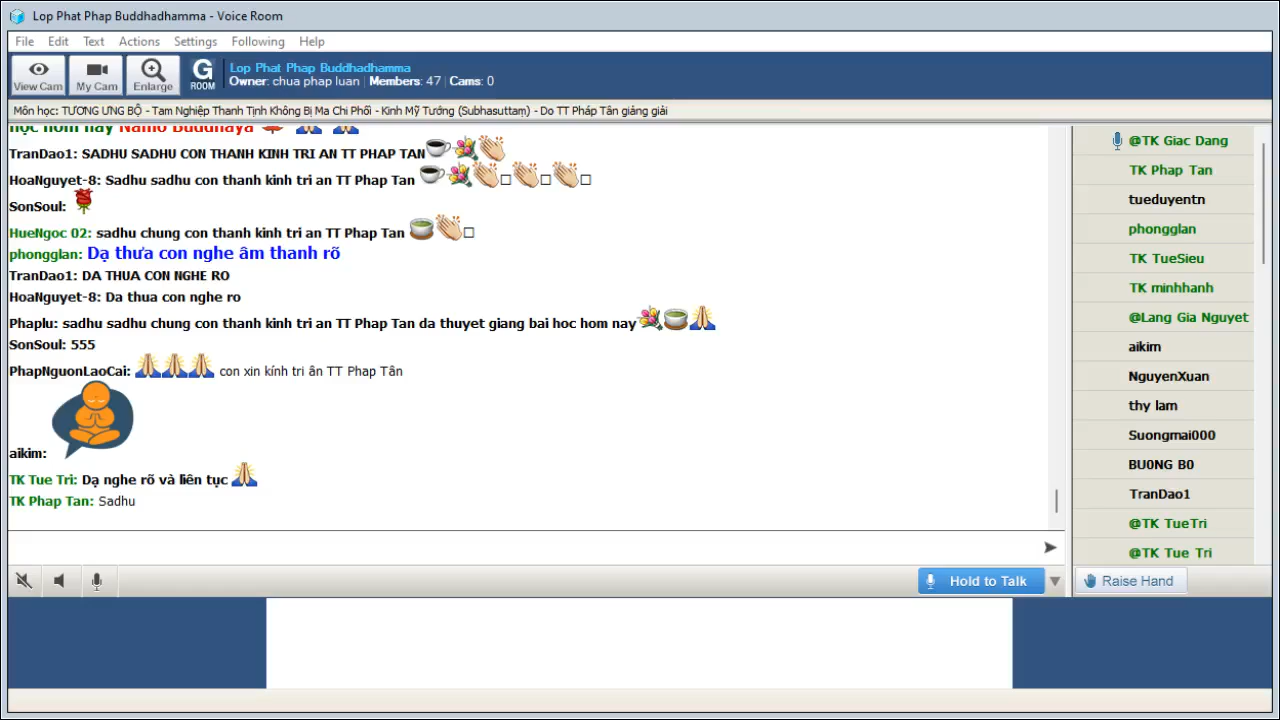 Lop Phat Phap Buddhadhamma - Voice Room
File Edit Text Actions Settings Following Help
View Cam My Cam Enlarge G ROOM
Lop Phat Phap Buddhadhamma
Owner: chua phap luan Members: 47 Cams: 0
Môn học: TƯƠNG ƯNG BỘ - Tam Nghiệp Thanh Tịnh Không Bị Ma Chi Phối - Kinh Mỹ Tướng (Subhasuttaṃ) - Do TT Pháp Tân giảng giải
học hôm nay Namo Buddhaya
TranDao1: SADHU SADHU CON THANH KINH TRI AN TT PHAP TAN
HoaNguyet-8: Sadhu sadhu con thanh kinh tri an TT Phap Tan
SonSoul:
HueNgoc 02: sadhu chung con thanh kinh tri an TT Phap Tan
phongglan: Dạ thưa con nghe âm thanh rõ
TranDao1: DA THUA CON NGHE RO
HoaNguyet-8: Da thua con nghe ro
Phaplu: sadhu sadhu chung con thanh kinh tri an TT Phap Tan da thuyet giang bai hoc hom nay
SonSoul: 555
PhapNguonLaoCai: con xin kính tri ân TT Phap Tân
aikim:
TK Tue Tri: Dạ nghe rõ và liên tục
TK Phap Tan: Sadhu
Hold to Talk
@TK Giac Dang
TK Phap Tan
tueduyentn
phongglan
TK TueSieu
TK minhhanh
@Lang Gia Nguyet
aikim
NguyenXuan
thy lam
Suongmai000
BU0NG B0
TranDao1
@TK TueTri
@TK Tue Tri
Raise Hand